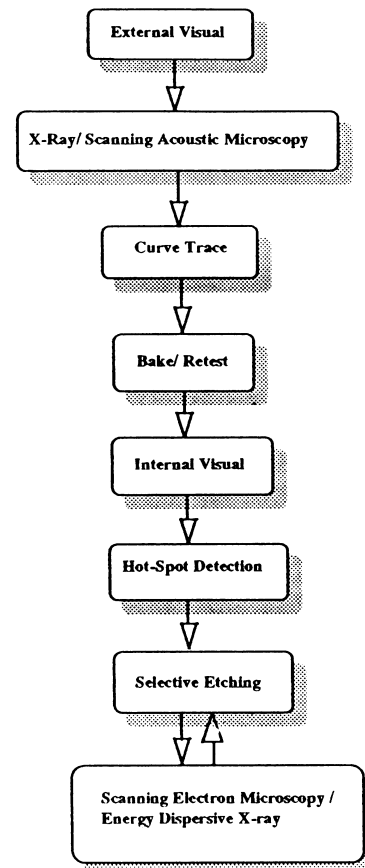 External Visual
X-Ray/ Scanning Acoustic Microscopy
Curve Trace
Bake/ Retest
Internal Visual
Hot-Spot Detection
Selective Etching
Scanning Electron Microscopy /
Energy Dispersive X-ray